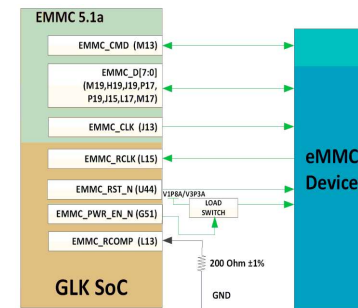 EMMC 5.1a
EMMC_CMD (M13)
EMMC_D[7:0]
(M19,H19,J19,P17,
P19,J15,L17,M17)
EMMC_CLK (J13)
EMMC_RCLK (L15)
EMMC_RST_N (U44)
V1P8A/V3P3A
LOAD
SWITCH
EMMC_PWR_EN_N (G51)
EMMC_RCOMP (L13)
200 Ohm ±1%
GND
GLK SoC
eMMC
Device